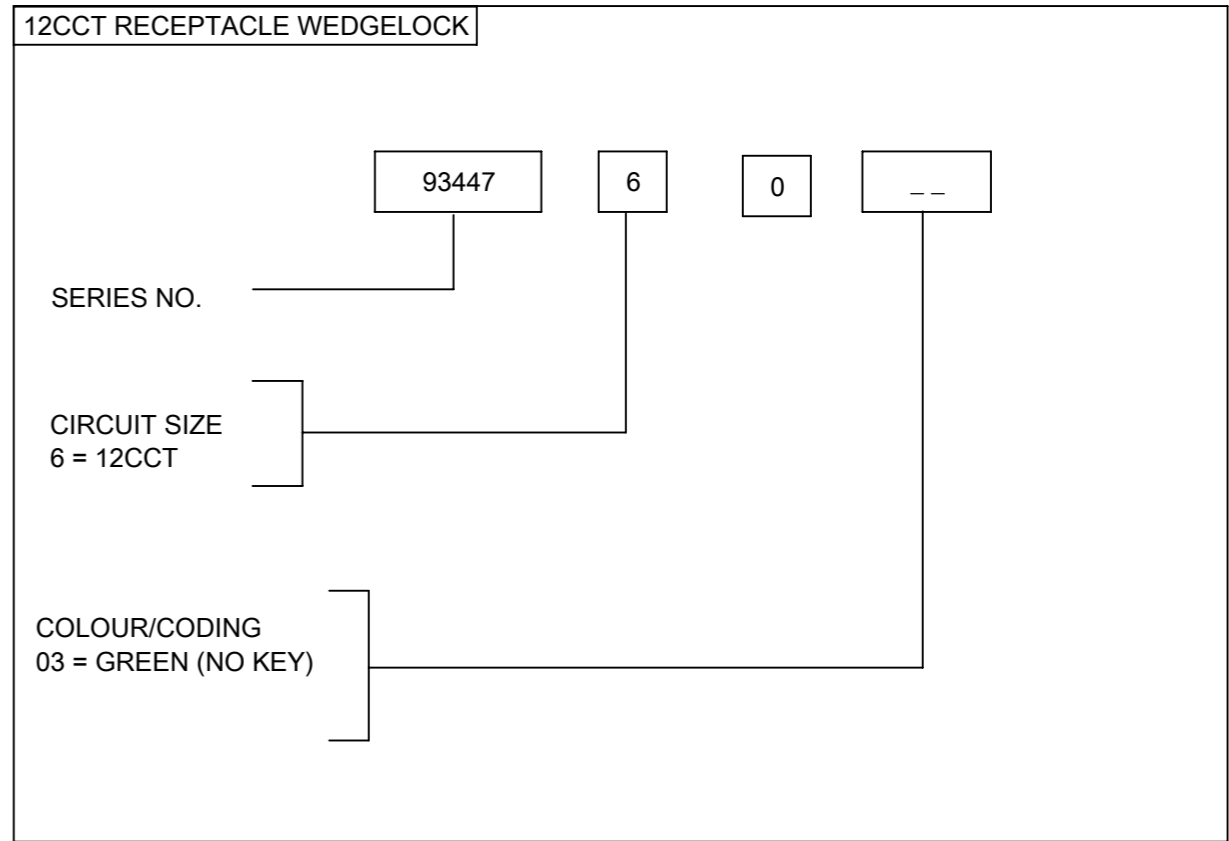 12CCT RECEPTACLE WEDGELOCK
93447 6 0 _ _
SERIES NO.
CIRCUIT SIZE
6 = 12CCT
COLOUR/CODING
03 = GREEN (NO KEY)